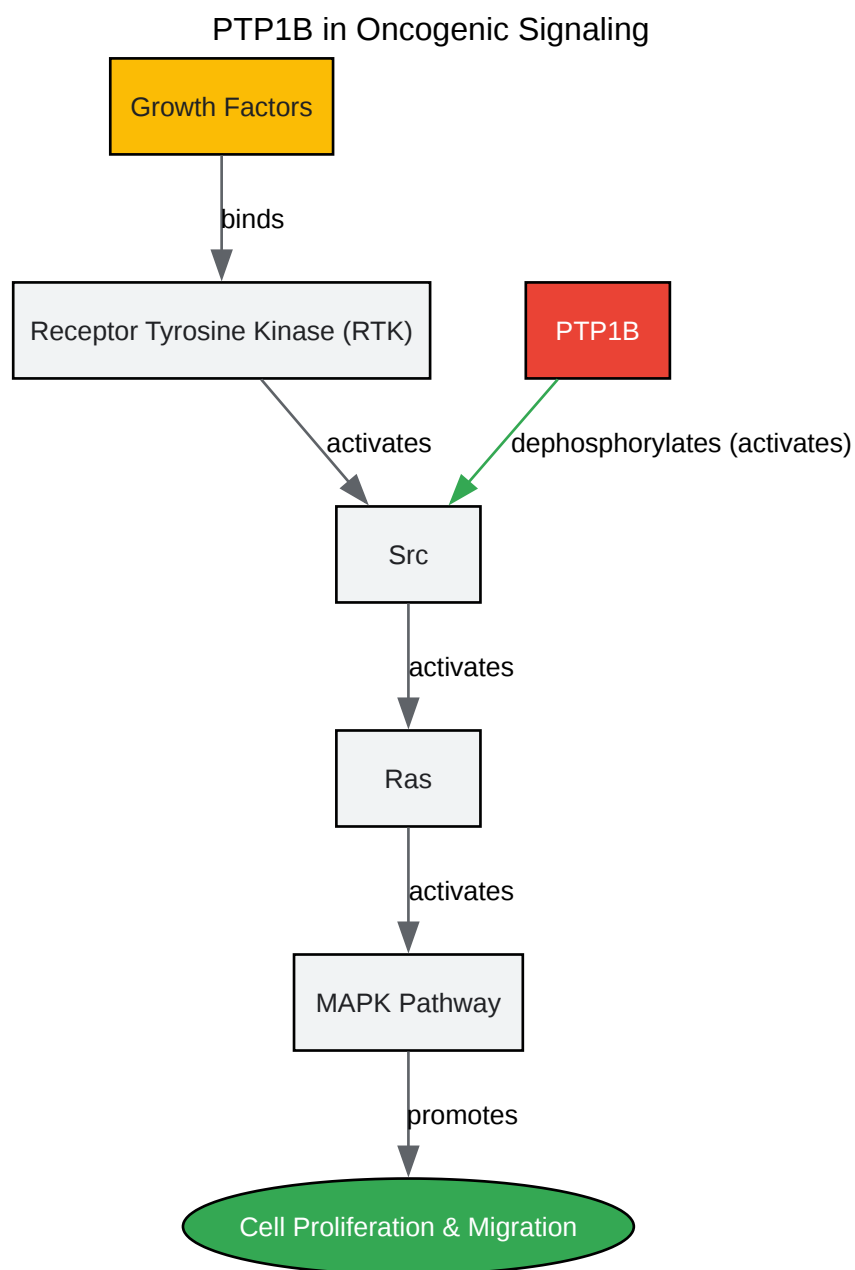 PTP1B in Oncogenic Signaling
Growth Factors
binds
Receptor Tyrosine Kinase (RTK)
PTP1B
activates
dephosphorylates (activates)
Src
activates
Ras
activates
MAPK Pathway
promotes
Cell Proliferation & Migration